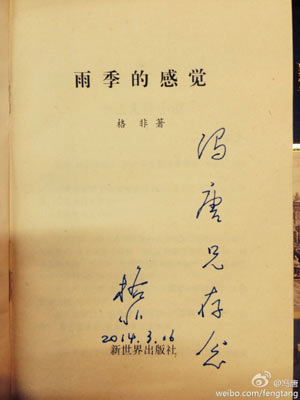 雨季的感觉
格非著
冯唐兄存念
格非
2014.3.16
新世界出版社
@冯唐
weibo.com/fengtang